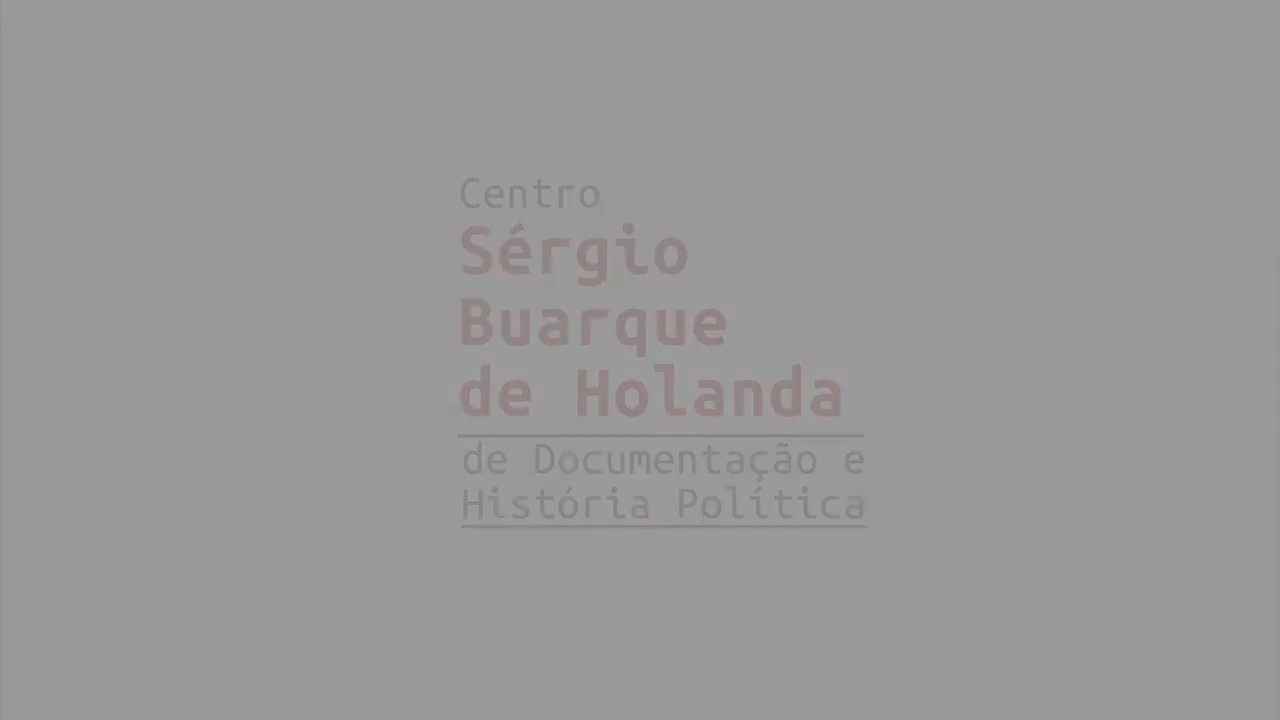 Centro
Sérgio
Buarque
de Holanda
de Documentação e
História Política